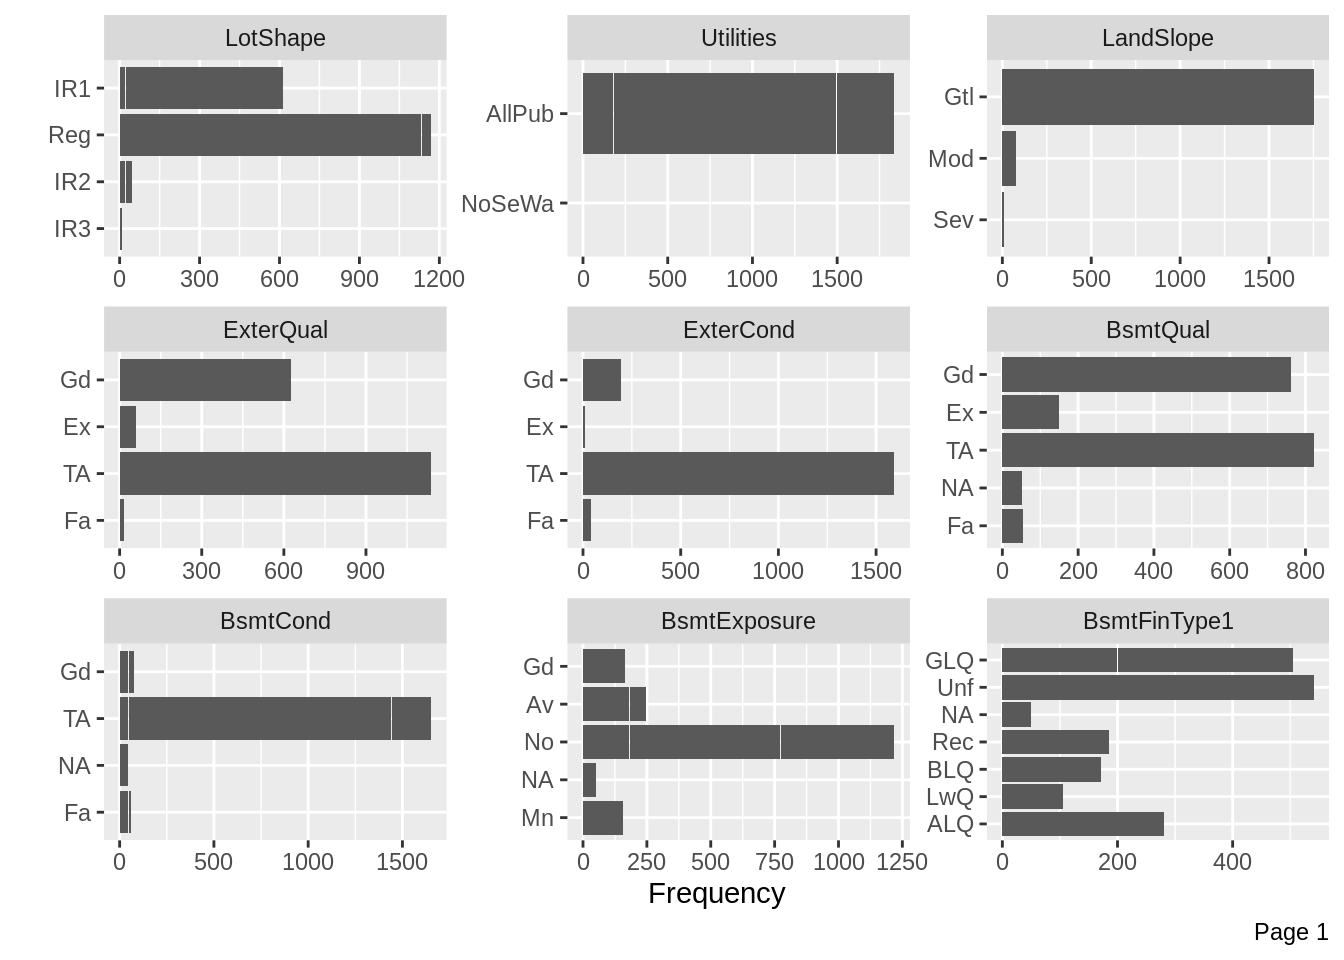 LotShape
Utilities
LandSlope
IR1
Reg
IR2
IR3
0 300 600 900 1200
AllPub
NoSeWa
0 500 1000 1500
Gtl
Mod
Sev
0 500 1000 1500
ExterQual
ExterCond
BsmtQual
Gd
Ex
TA
Fa
0 300 600 900
Gd
Ex
TA
Fa
0 500 1000 1500
Gd
Ex
TA
NA
Fa
0 200 400 600 800
BsmtCond
BsmtExposure
BsmtFinType1
Gd
TA
NA
Fa
0 500 1000 1500
Gd
Av
No
NA
Mn
0 250 500 750 1000 1250
GLQ
Unf
NA
Rec
BLQ
LwQ
ALQ
0 200 400
Frequency
Page 1